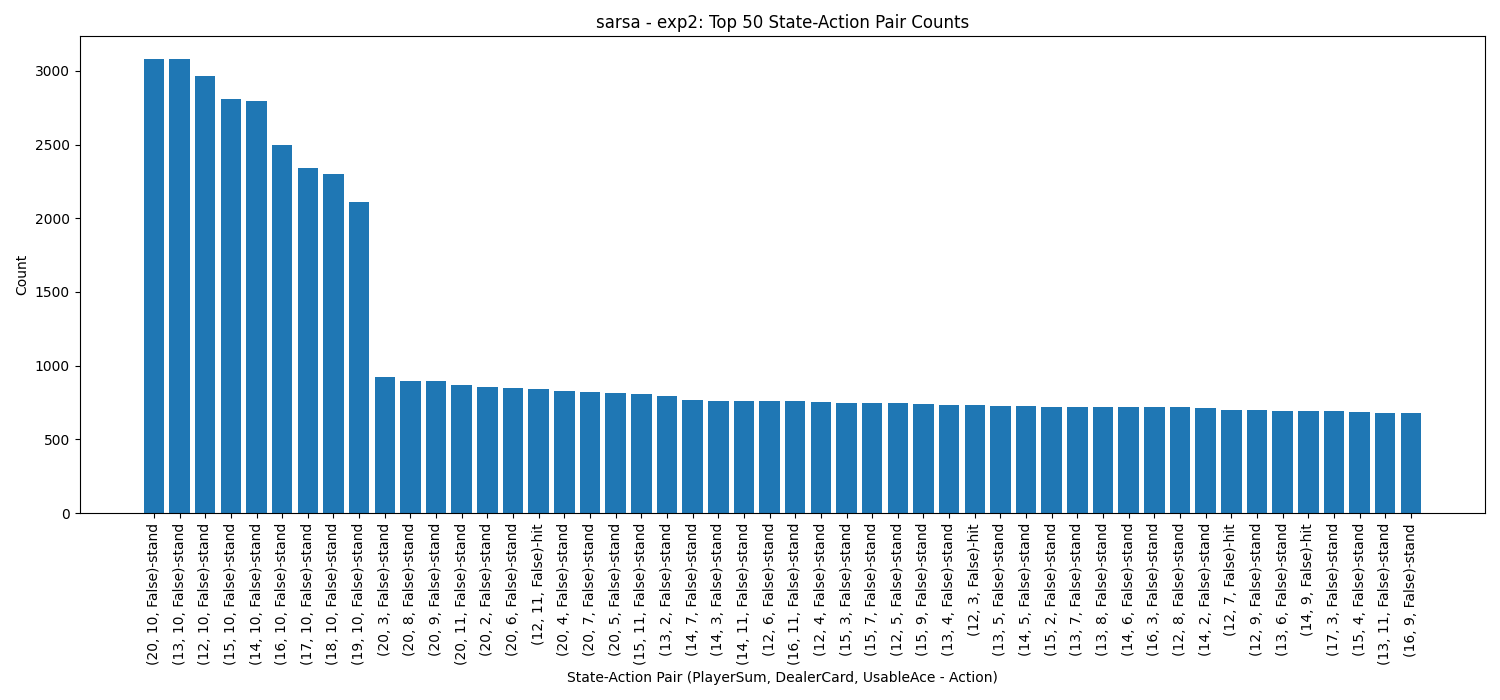 sarsa - exp2: Top 50 State-Action Pair Counts
Count
3000
2500
2000
1500
1000
500
0
(20, 10, False)-stand
(13, 10, False)-stand
(12, 10, False)-stand
(15, 10, False)-stand
(14, 10, False)-stand
(16, 10, False)-stand
(17, 10, False)-stand
(18, 10, False)-stand
(19, 10, False)-stand
(20, 3, False)-stand
(20, 8, False)-stand
(20, 9, False)-stand
(20, 11, False)-stand
(20, 2, False)-stand
(20, 6, False)-stand
(12, 11, False)-hit
(20, 4, False)-stand
(20, 7, False)-stand
(20, 5, False)-stand
(15, 11, False)-stand
(13, 2, False)-stand
(14, 7, False)-stand
(14, 3, False)-stand
(14, 11, False)-stand
(12, 6, False)-stand
(16, 11, False)-stand
(12, 4, False)-stand
(15, 3, False)-stand
(15, 7, False)-stand
(12, 5, False)-stand
(15, 9, False)-stand
(13, 4, False)-stand
(12, 3, False)-hit
(13, 5, False)-stand
(14, 5, False)-stand
(15, 2, False)-stand
(13, 7, False)-stand
(13, 8, False)-stand
(14, 6, False)-stand
(16, 3, False)-stand
(12, 8, False)-stand
(14, 2, False)-stand
(12, 7, False)-hit
(12, 9, False)-stand
(13, 6, False)-stand
(14, 9, False)-hit
(17, 3, False)-stand
(15, 4, False)-stand
(13, 11, False)-stand
(16, 9, False)-stand
State-Action Pair (PlayerSum, DealerCard, UsableAce - Action)